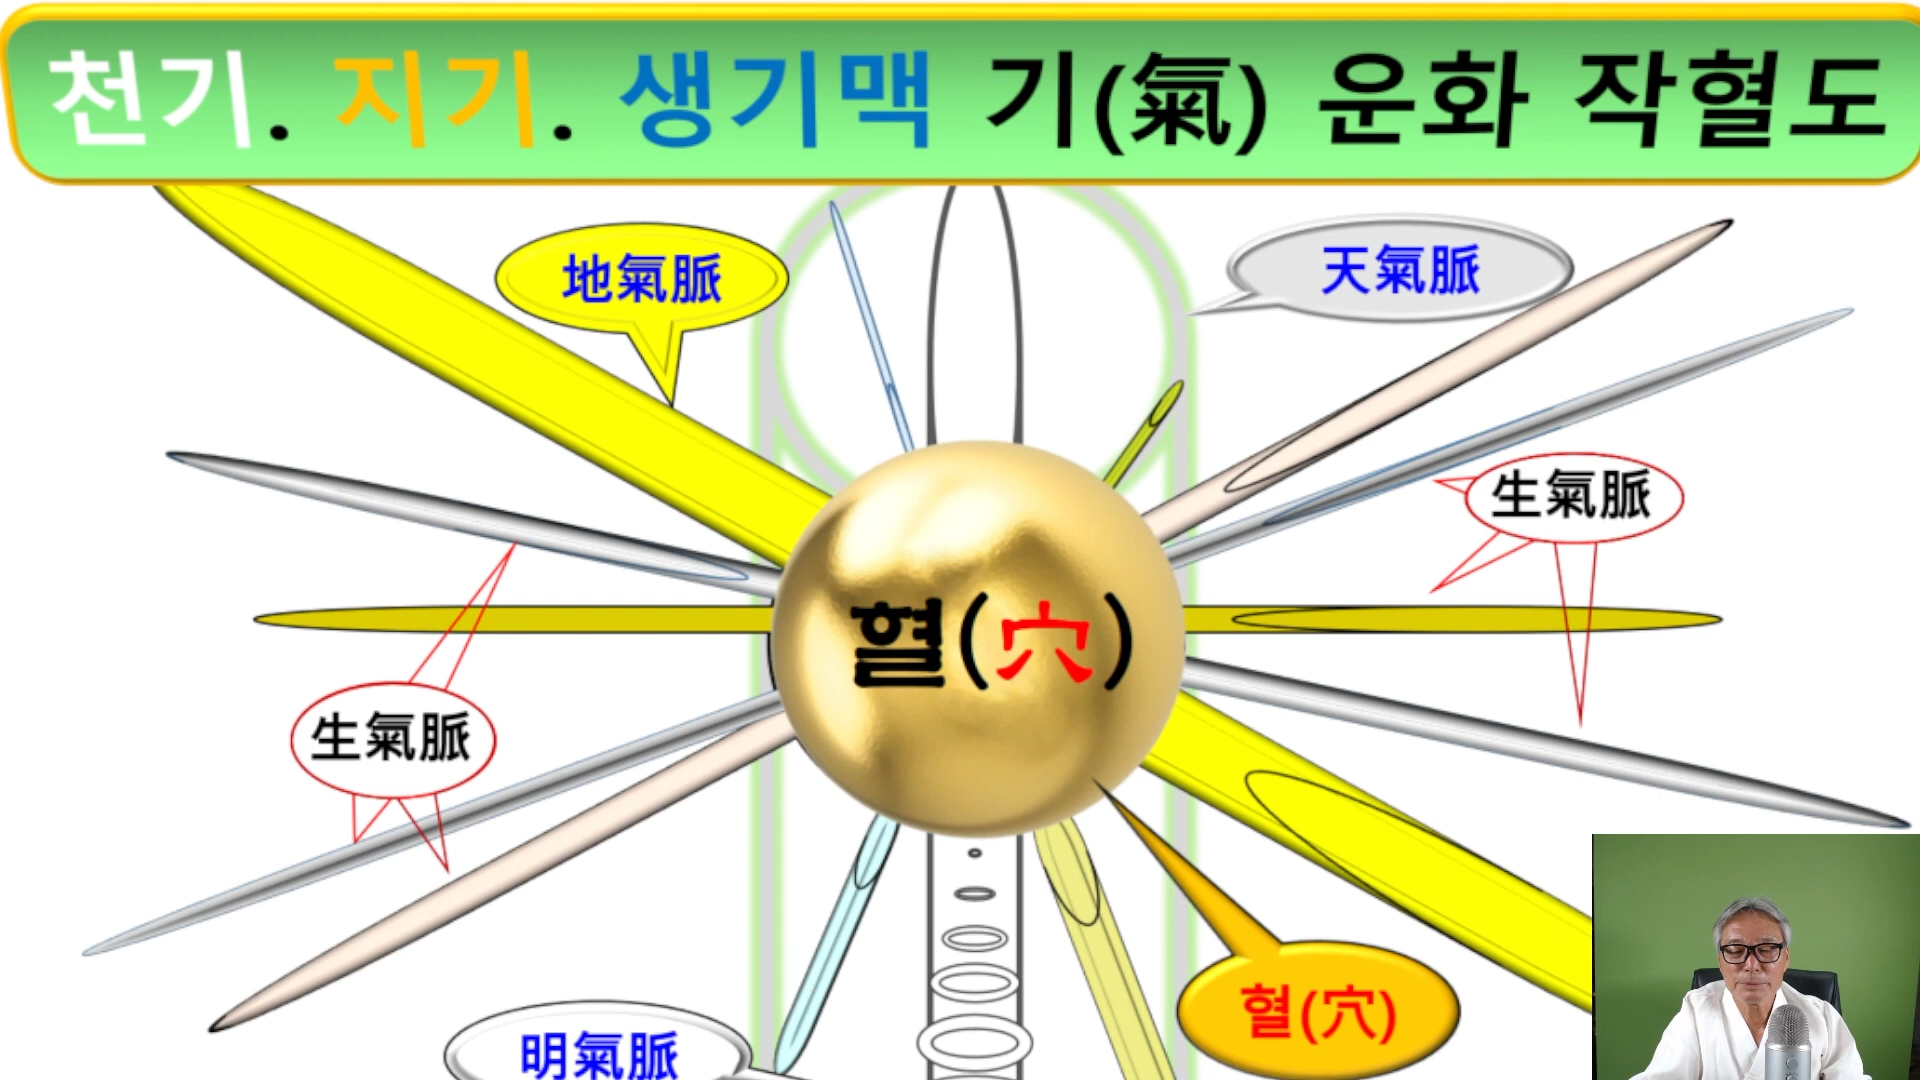 천기. 지기. 생기맥 기(氣) 운화 작혈도
地氣脈
天氣脈
生氣脈
혈(穴)
生氣脈
혈(穴)
明氣脈